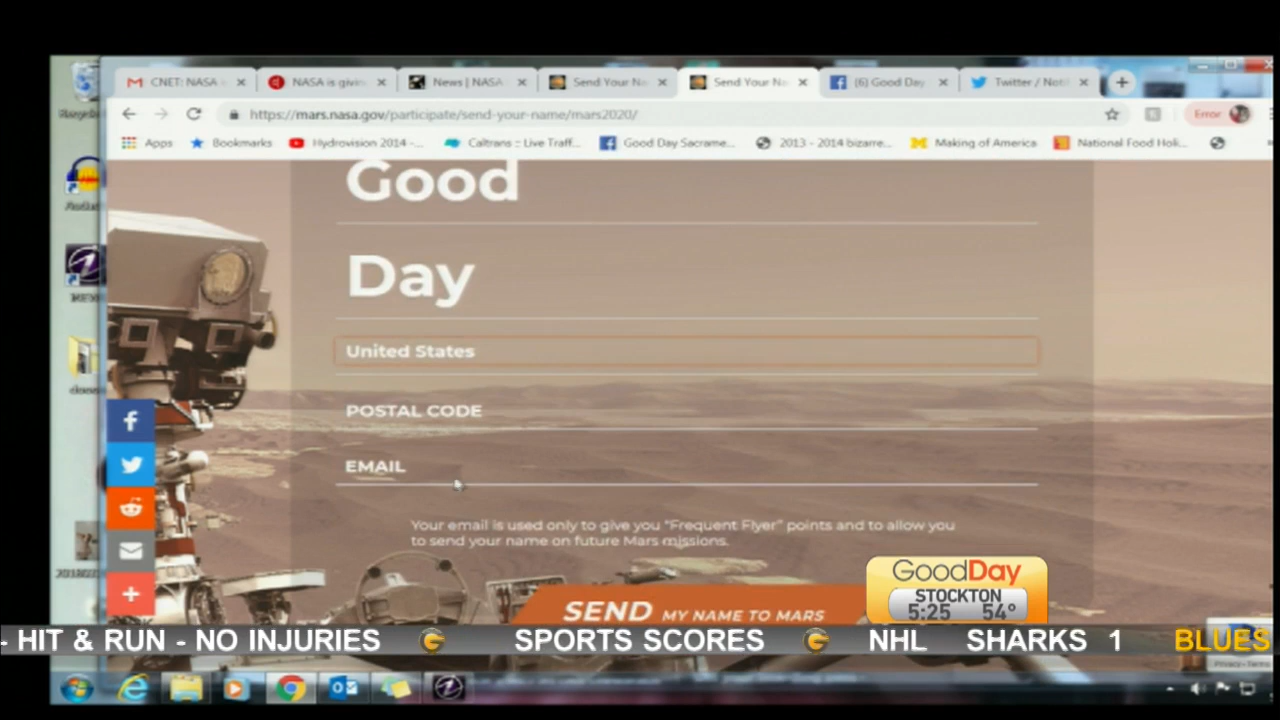 CNET: NASA
NASA is givin
News | NASA
Send Your Na
Send Your Na
(6) Good Day
Twitter / Noti
https://mars.nasa.gov/participate/send-your-name/mars2020/
Error
Apps
Bookmarks
Hydrovision 2014 -...
Caltrans :: Live Traff...
Good Day Sacrame...
2013 - 2014 bizarre...
Making of America
National Food Holi...
Good
Day
United States
POSTAL CODE
EMAIL
Your email is used only to give you "Frequent Flyer" points and to allow you
to send your name on future Mars missions.
SEND MY NAME TO MARS
GoodDay
STOCKTON
5:25 54°
- HIT & RUN - NO INJURIES SPORTS SCORES NHL SHARKS 1 BLUES
Privacy - Terms